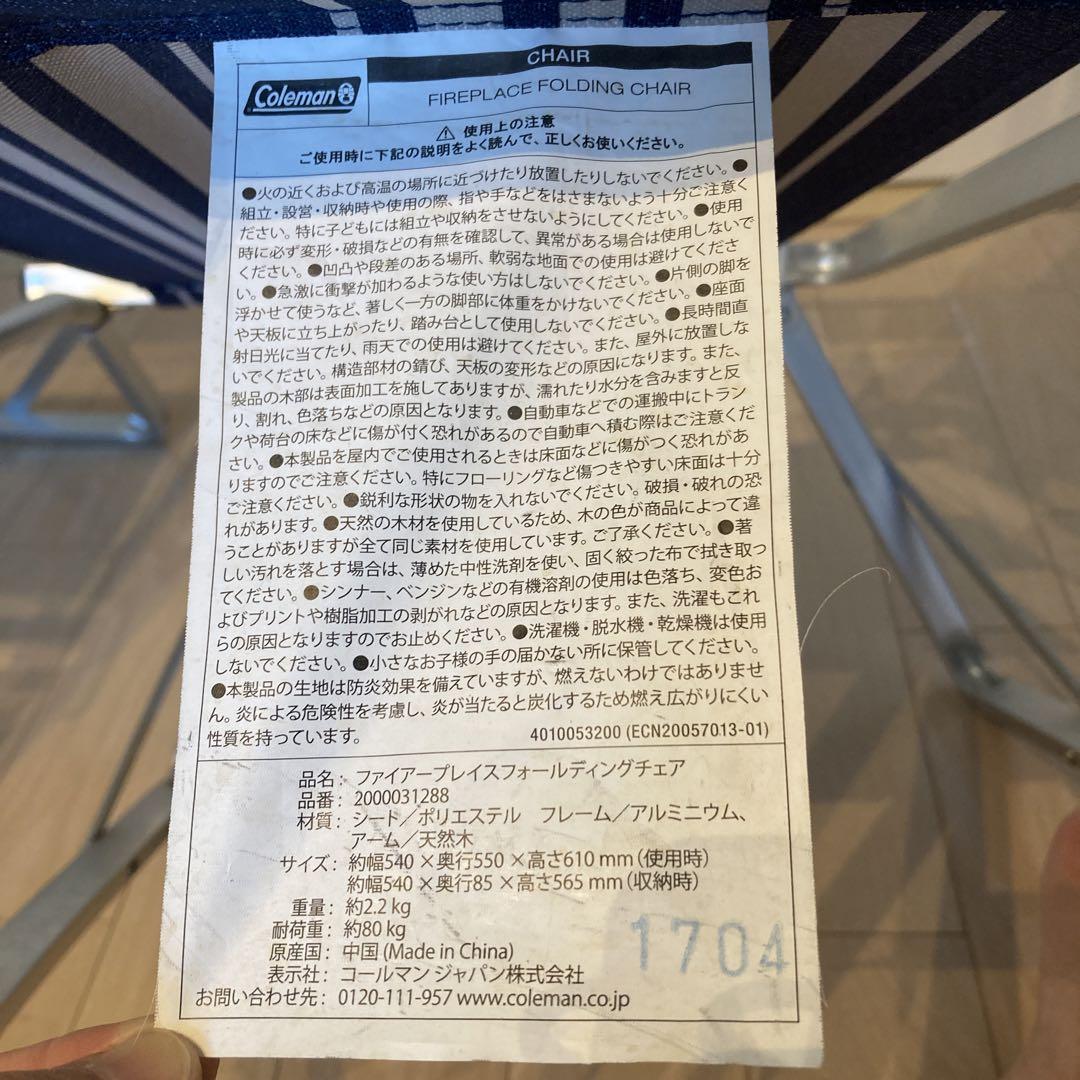 CHAIR
Coleman
FIREPLACE FOLDING CHAIR
⚠ 使用上の注意
ご使用時に下記の説明をよく読んで、正しくお使いください。
●火の近くおよび高温の場所に近づけたり放置したりしないでください。●
組立・設営・収納時や使用の際、指や手などをはさまないよう十分ご注意く
ださい。特に子どもには組立や収納をさせないようにしてください。●使用
時に必ず変形・破損などの有無を確認して、異常がある場合は使用しないで
ください。●凹凸や段差のある場所、軟弱な地面での使用は避けてくださ
い。●急激に衝撃が加わるような使い方はしないでください。●片側の脚を
浮かせて使うなど、著しく一方の脚部に体重をかけないでください。●座面
や天板に立ち上がったり、踏み台として使用しないでください。●長時間直
射日光に当てたり、雨天での使用は避けてください。また、屋外に放置しな
いでください。構造部材の錆び、天板の変形などの原因になります。また、
製品の木部は表面加工を施してありますが、濡れたり水分を含みますと反
り、割れ、色落ちなどの原因となります。●自動車などでの運搬中にトラン
クや荷台の床などに傷が付く恐れがあるので自動車へ積む際はご注意くだ
さい。●本製品を屋内でご使用されるときは床面などに傷がつく恐れがあ
りますのでご注意ください。特にフローリングなど傷つきやすい床面は十分
ご注意ください。●鋭利な形状の物を入れないでください。破損・破れの恐
れがあります。●天然の木材を使用しているため、木の色が商品によって違
うことがありますが全て同じ素材を使用しています。ご了承ください。●著
しい汚れを落とす場合は、薄めた中性洗剤を使い、固く絞った布で拭き取っ
てください。●シンナー、ベンジンなどの有機溶剤の使用は色落ち、変色お
よびプリントや樹脂加工の剥がれなどの原因となります。また、洗濯もこれ
らの原因となりますのでお止めください。●洗濯機・脱水機・乾燥機は使用
しないでください。●小さなお子様の手の届かない所に保管してください。
●本製品の生地は防炎効果を備えていますが、燃えないわけではありませ
ん。炎による危険性を考慮し、炎が当たると炭化するため燃え広がりにくい
性質を持っています。 4010053200 (ECN20057013-01)
品名：ファイアープレイスフォールディングチェア
品番：2000031288
材質：シート／ポリエステル フレーム／アルミニウム、
アーム／天然木
サイズ：約幅540×奥行550×高さ610 mm（使用時）
約幅540×奥行85×高さ565 mm（収納時）
重量：約2.2 kg
耐荷重：約80 kg
原産国：中国 (Made in China)
表示社：コールマン ジャパン株式会社
お問い合わせ先：0120-111-957 www.coleman.co.jp
1704